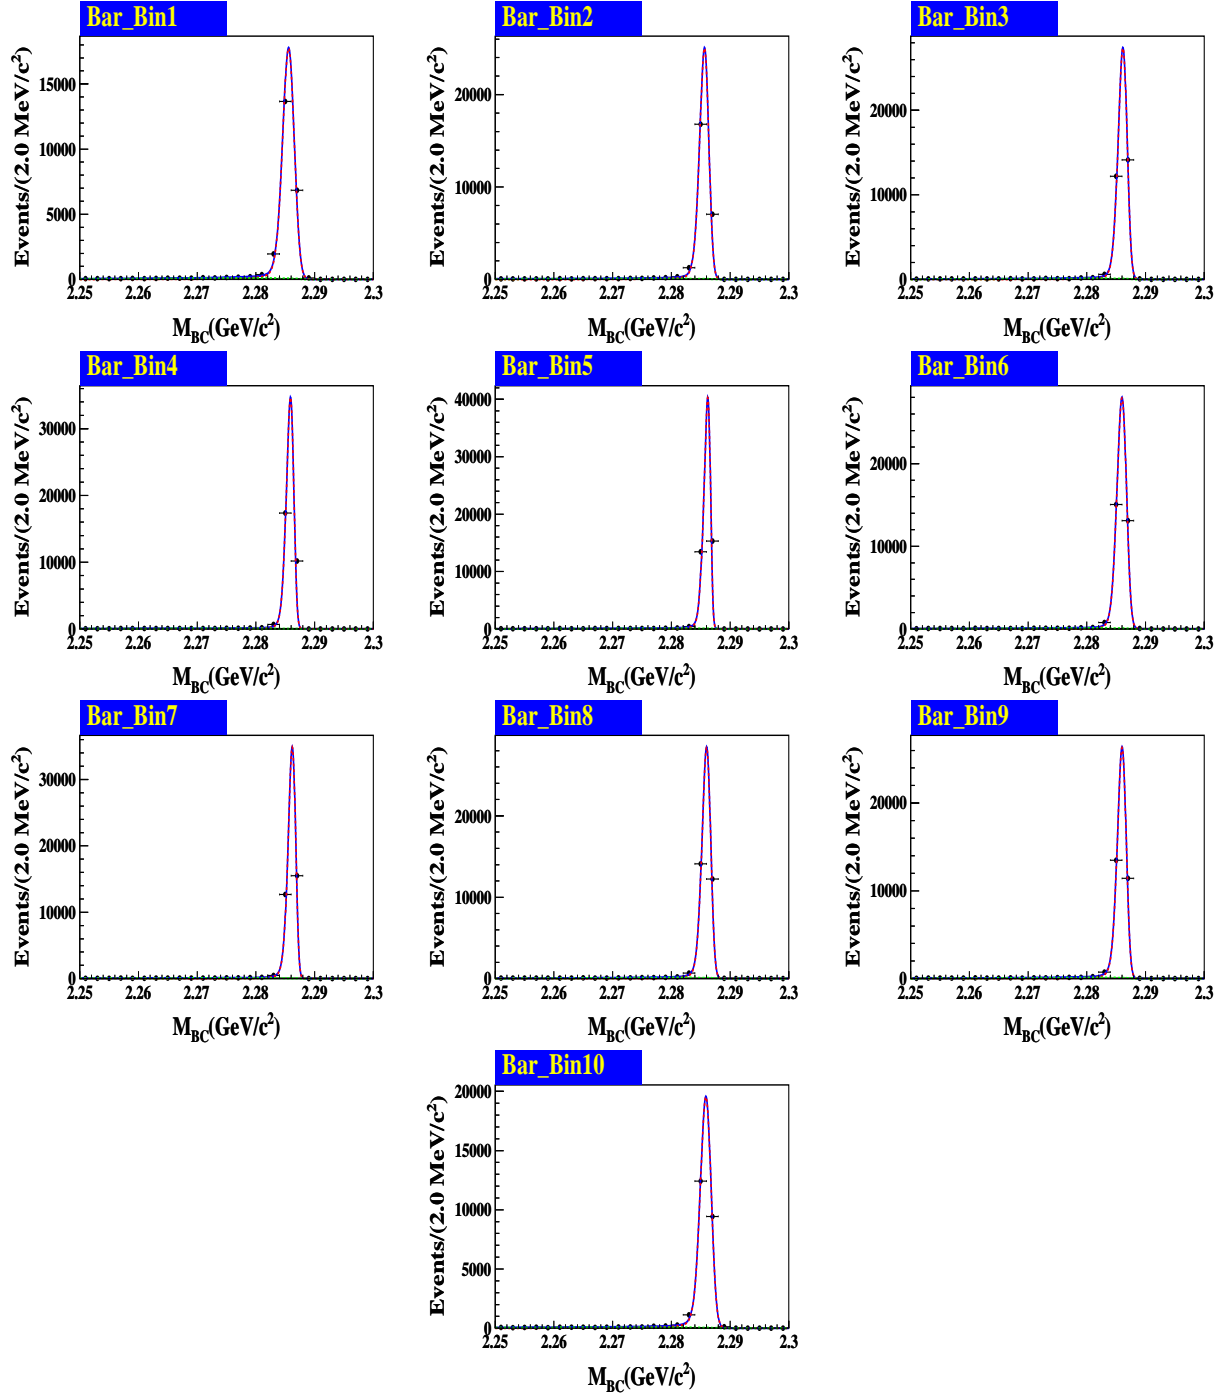 Bar_Bin1
Events/(2.0 MeV/c²)
15000
10000
5000
0
2.25 2.26 2.27 2.28 2.29 2.3
M_BC(GeV/c²)
Bar_Bin2
Events/(2.0 MeV/c²)
20000
10000
0
2.25 2.26 2.27 2.28 2.29 2.3
M_BC(GeV/c²)
Bar_Bin3
Events/(2.0 MeV/c²)
20000
10000
0
2.25 2.26 2.27 2.28 2.29 2.3
M_BC(GeV/c²)
Bar_Bin4
Events/(2.0 MeV/c²)
30000
20000
10000
0
2.25 2.26 2.27 2.28 2.29 2.3
M_BC(GeV/c²)
Bar_Bin5
Events/(2.0 MeV/c²)
40000
30000
20000
10000
0
2.25 2.26 2.27 2.28 2.29 2.3
M_BC(GeV/c²)
Bar_Bin6
Events/(2.0 MeV/c²)
20000
10000
0
2.25 2.26 2.27 2.28 2.29 2.3
M_BC(GeV/c²)
Bar_Bin7
Events/(2.0 MeV/c²)
30000
20000
10000
0
2.25 2.26 2.27 2.28 2.29 2.3
M_BC(GeV/c²)
Bar_Bin8
Events/(2.0 MeV/c²)
20000
10000
0
2.25 2.26 2.27 2.28 2.29 2.3
M_BC(GeV/c²)
Bar_Bin9
Events/(2.0 MeV/c²)
20000
10000
0
2.25 2.26 2.27 2.28 2.29 2.3
M_BC(GeV/c²)
Bar_Bin10
Events/(2.0 MeV/c²)
20000
15000
10000
5000
0
2.25 2.26 2.27 2.28 2.29 2.3
M_BC(GeV/c²)